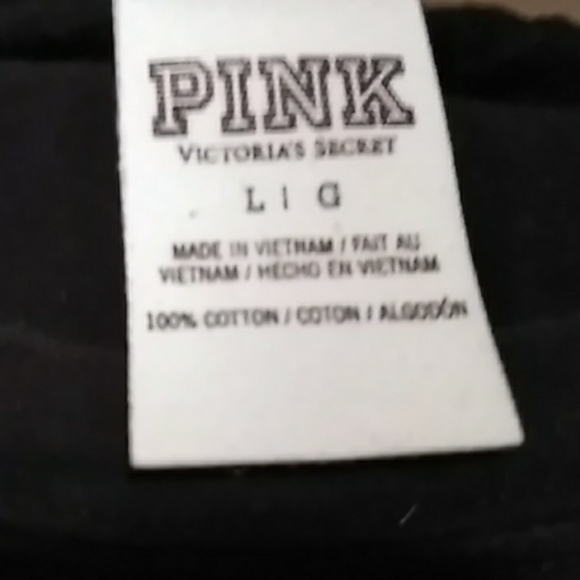 PINK
VICTORIA'S SECRET
L | G
MADE IN VIETNAM / FAIT AU
VIETNAM / HECHO EN VIETNAM
100% COTTON / COTON / ALGODÓN